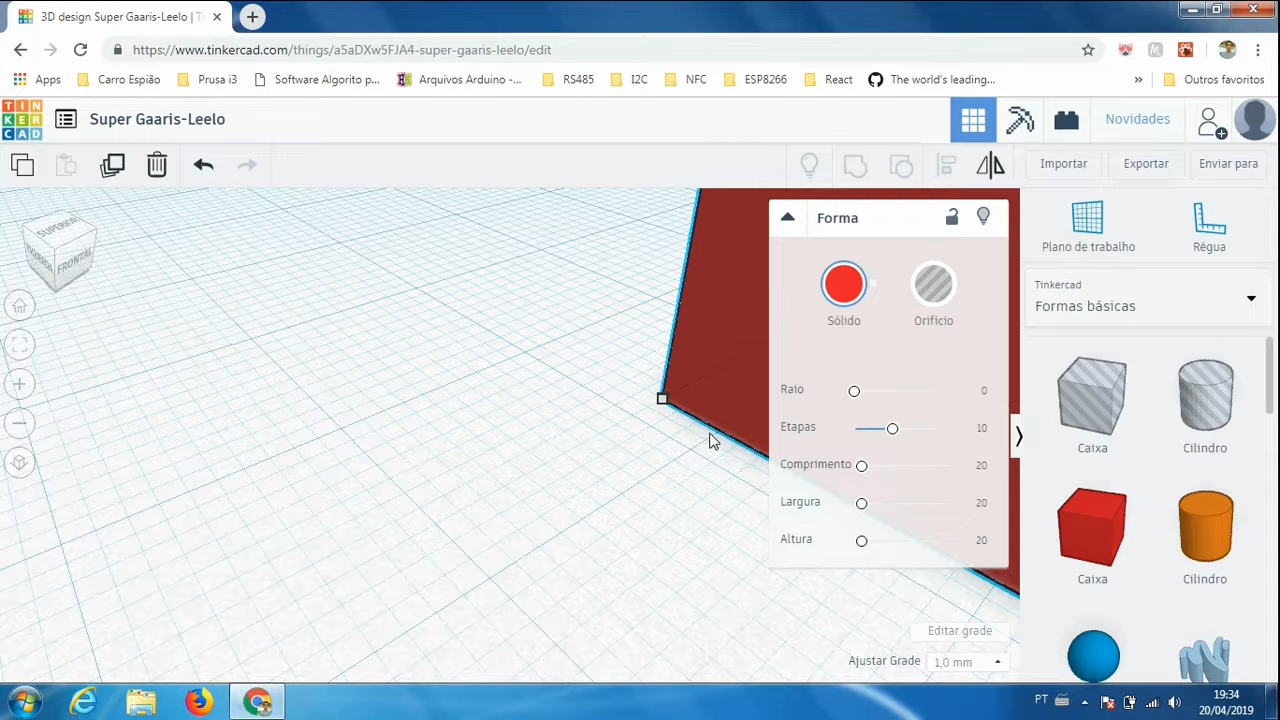 3D design Super Gaaris-Leelo | T
https://www.tinkercad.com/things/a5aDXw5FJA4-super-gaaris-leelo/edit
Apps Carro Espião Prusa i3 Software Algorito p... Arquivos Arduino -... RS485 I2C NFC ESP8266 React The world's leading... » Outros favoritos
TIN
KER
CAD
Super Gaaris-Leelo
Novidades
Importar Exportar Enviar para
SUPERIOR
ESQUERDA FRONTAL
Forma
Sólido Orifício
Raio 0
Etapas 10
Comprimento 20
Largura 20
Altura 20
Editar grade
Ajustar Grade 1,0 mm
Plano de trabalho Régua
Tinkercad
Formas básicas
Caixa Cilindro
Caixa Cilindro
PT 19:34
20/04/2019